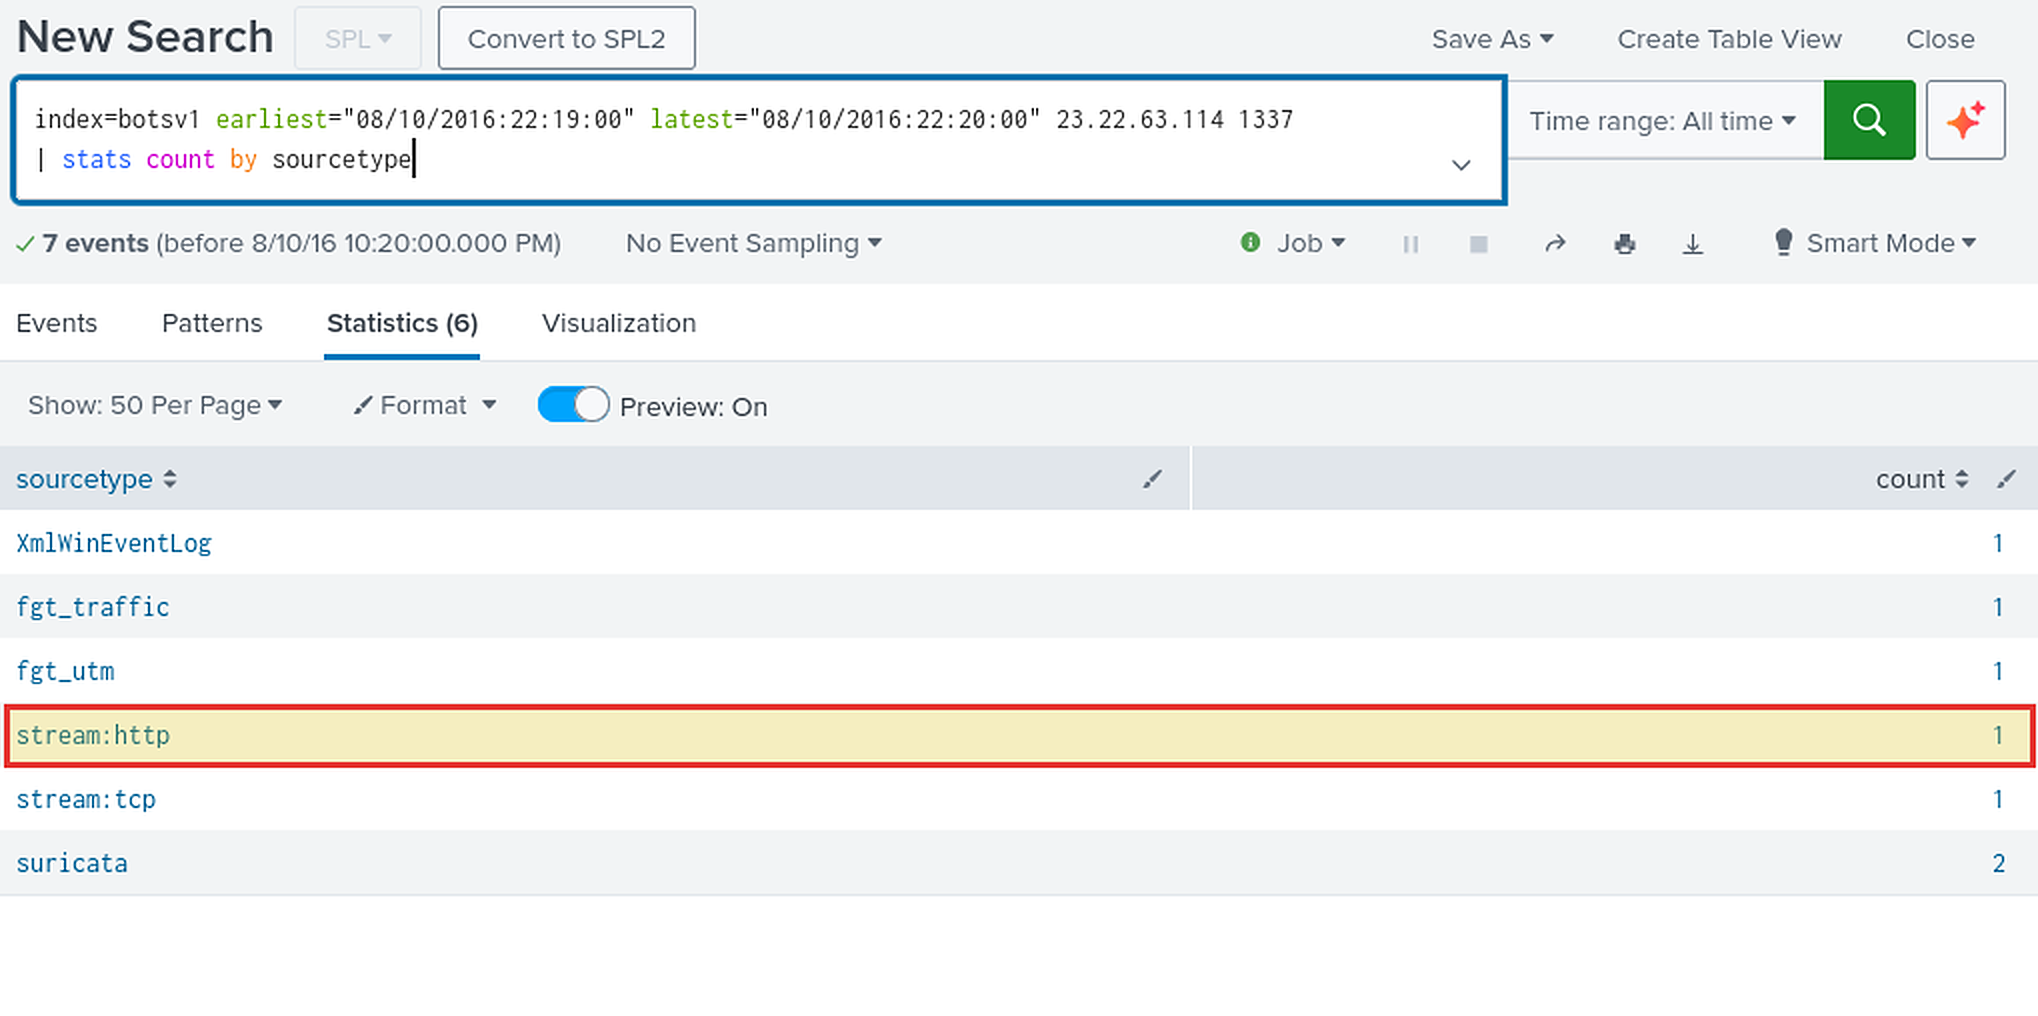 New Search SPL Convert to SPL2 Save As Create Table View Close
index=botsv1 earliest="08/10/2016:22:19:00" latest="08/10/2016:22:20:00" 23.22.63.114 1337
| stats count by sourcetype
Time range: All time
7 events (before 8/10/16 10:20:00.000 PM) No Event Sampling Job Smart Mode
Events Patterns Statistics (6) Visualization
Show: 50 Per Page Format Preview: On
sourcetype count
XmlWinEventLog 1
fgt_traffic 1
fgt_utm 1
stream:http 1
stream:tcp 1
suricata 2